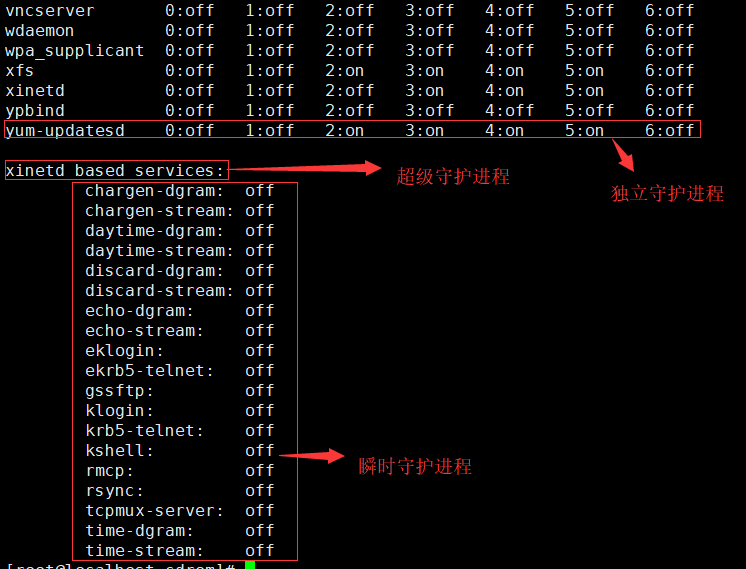 vncserver 0:off 1:off 2:off 3:off 4:off 5:off 6:off
wdaemon 0:off 1:off 2:off 3:off 4:off 5:off 6:off
wpa_supplicant 0:off 1:off 2:off 3:off 4:off 5:off 6:off
xfs 0:off 1:off 2:on 3:on 4:on 5:on 6:off
xinetd 0:off 1:off 2:off 3:on 4:on 5:on 6:off
ypbind 0:off 1:off 2:off 3:off 4:off 5:off 6:off
yum-updatesd 0:off 1:off 2:on 3:on 4:on 5:on 6:off
独立守护进程
xinetd based services:
超级守护进程
chargen-dgram: off
chargen-stream: off
daytime-dgram: off
daytime-stream: off
discard-dgram: off
discard-stream: off
echo-dgram: off
echo-stream: off
eklogin: off
ekrb5-telnet: off
gssftp: off
klogin: off
krb5-telnet: off
kshell: off
瞬时守护进程
rmcp: off
rsync: off
tcpmux-server: off
time-dgram: off
time-stream: off
[root@localhost cdrom]#